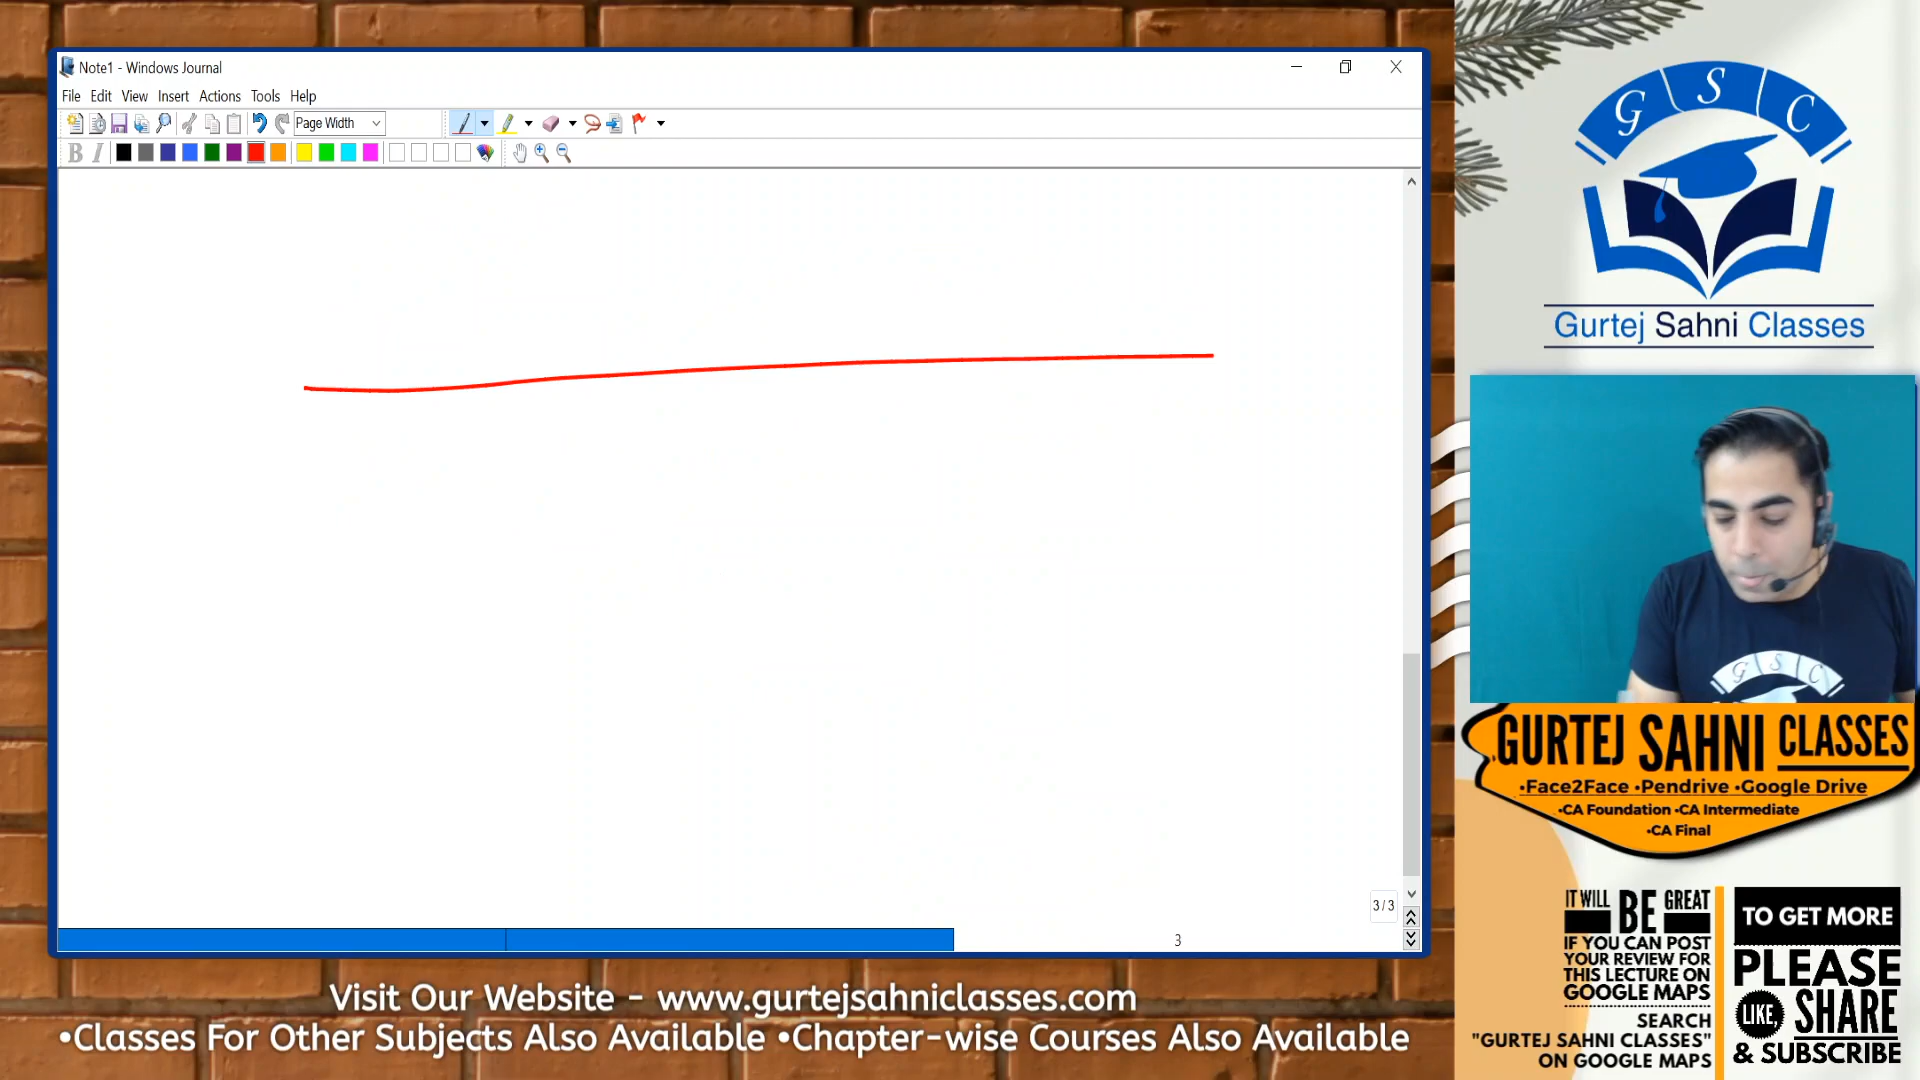 Note1 - Windows Journal
File Edit View Insert Actions Tools Help
Page Width
B I
3 / 3
3
G S C
Gurtej Sahni Classes
G S C
GURTEJ SAHNI CLASSES
•Face2Face •Pendrive •Google Drive
•CA Foundation •CA Intermediate
•CA Final
IT WILL BE GREAT
IF YOU CAN POST
YOUR REVIEW FOR
THIS LECTURE ON
GOOGLE MAPS
SEARCH
"GURTEJ SAHNI CLASSES"
ON GOOGLE MAPS
TO GET MORE
PLEASE
LIKE, SHARE
& SUBSCRIBE
Visit Our Website - www.gurtejsahniclasses.com
•Classes For Other Subjects Also Available •Chapter-wise Courses Also Available